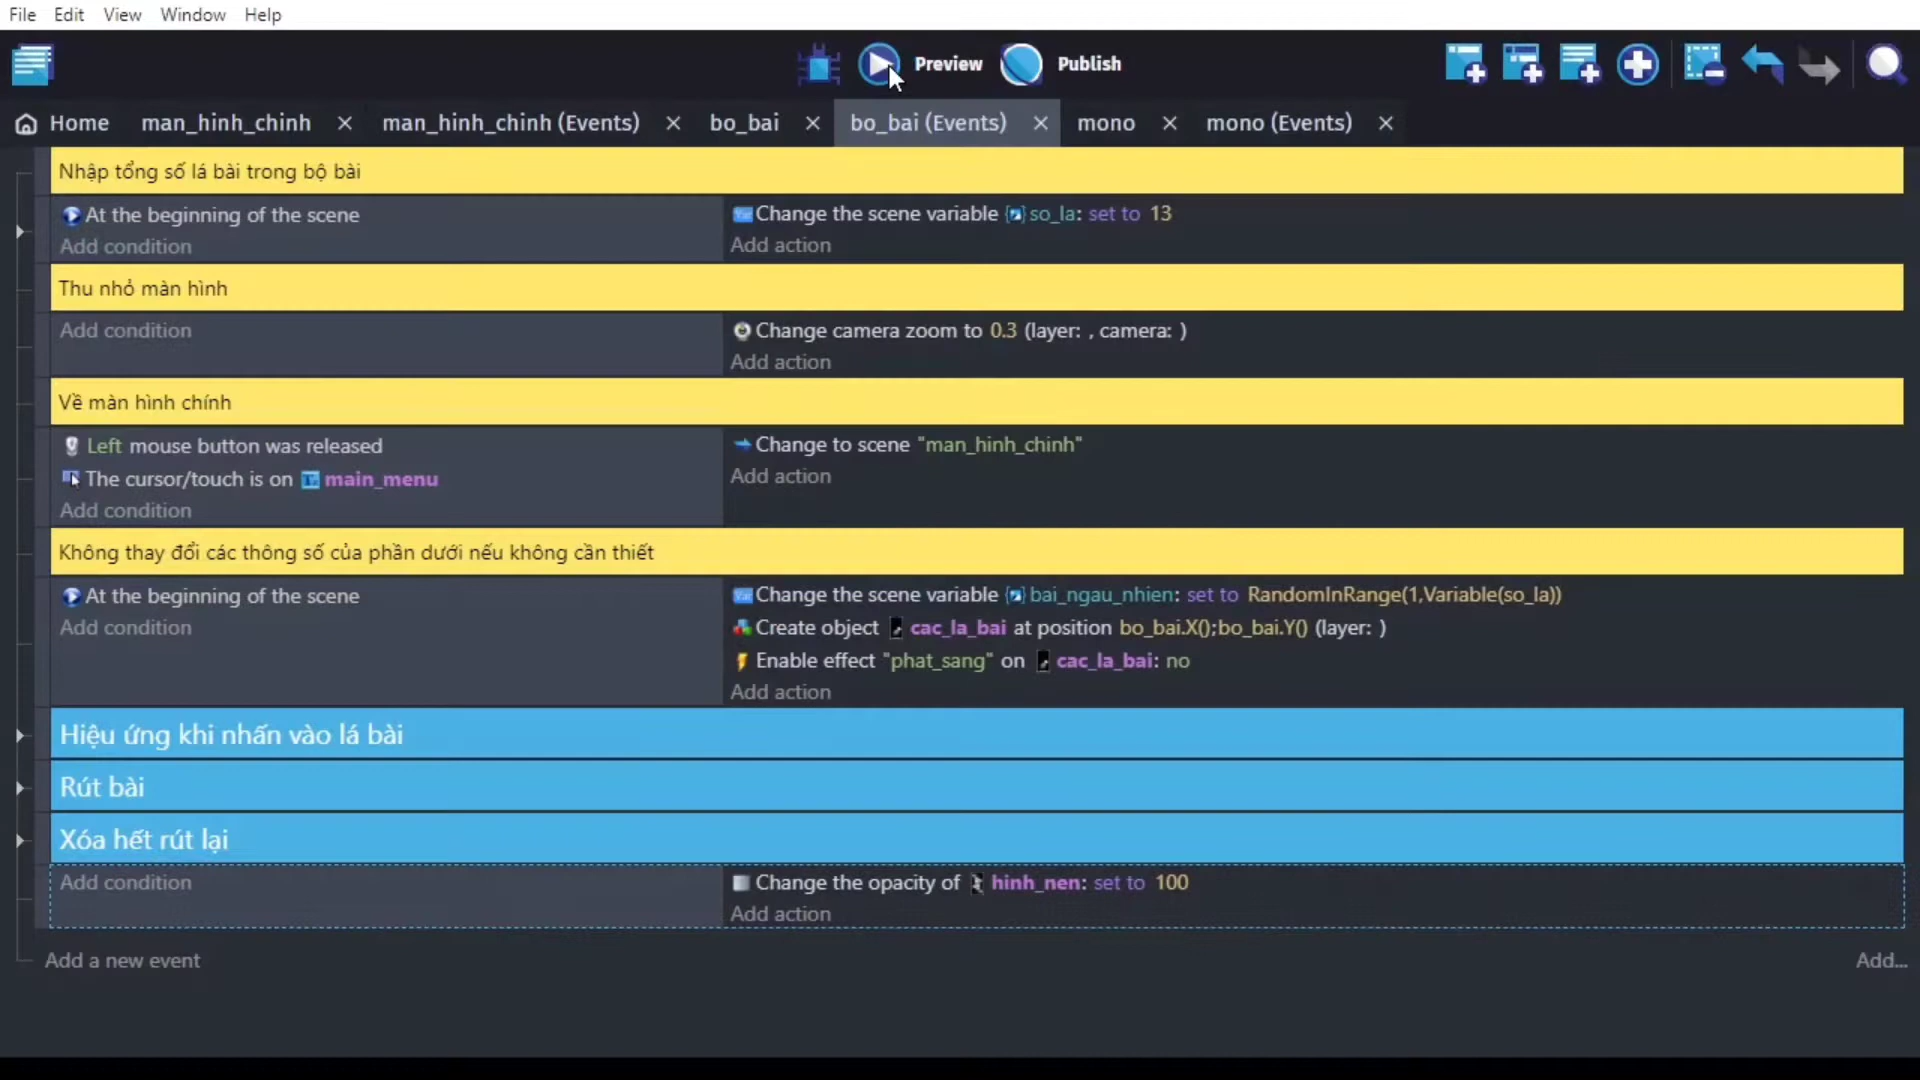 File Edit View Window Help
Preview Publish
Home man_hinh_chinh man_hinh_chinh (Events) bo_bai bo_bai (Events) mono mono (Events)
Nhập tổng số lá bài trong bộ bài
At the beginning of the scene
Change the scene variable so_la: set to 13
Add condition
Add action
Thu nhỏ màn hình
Add condition
Change camera zoom to 0.3 (layer: , camera: )
Add action
Về màn hình chính
Left mouse button was released
Change to scene "man_hinh_chinh"
The cursor/touch is on main_menu
Add action
Add condition
Không thay đổi các thông số của phần dưới nếu không cần thiết
At the beginning of the scene
Change the scene variable bai_ngau_nhien: set to RandomInRange(1,Variable(so_la))
Add condition
Create object cac_la_bai at position bo_bai.X();bo_bai.Y() (layer: )
Enable effect "phat_sang" on cac_la_bai: no
Add action
Hiệu ứng khi nhấn vào lá bài
Rút bài
Xóa hết rút lại
Add condition
Change the opacity of hinh_nen: set to 100
Add action
Add a new event
Add...